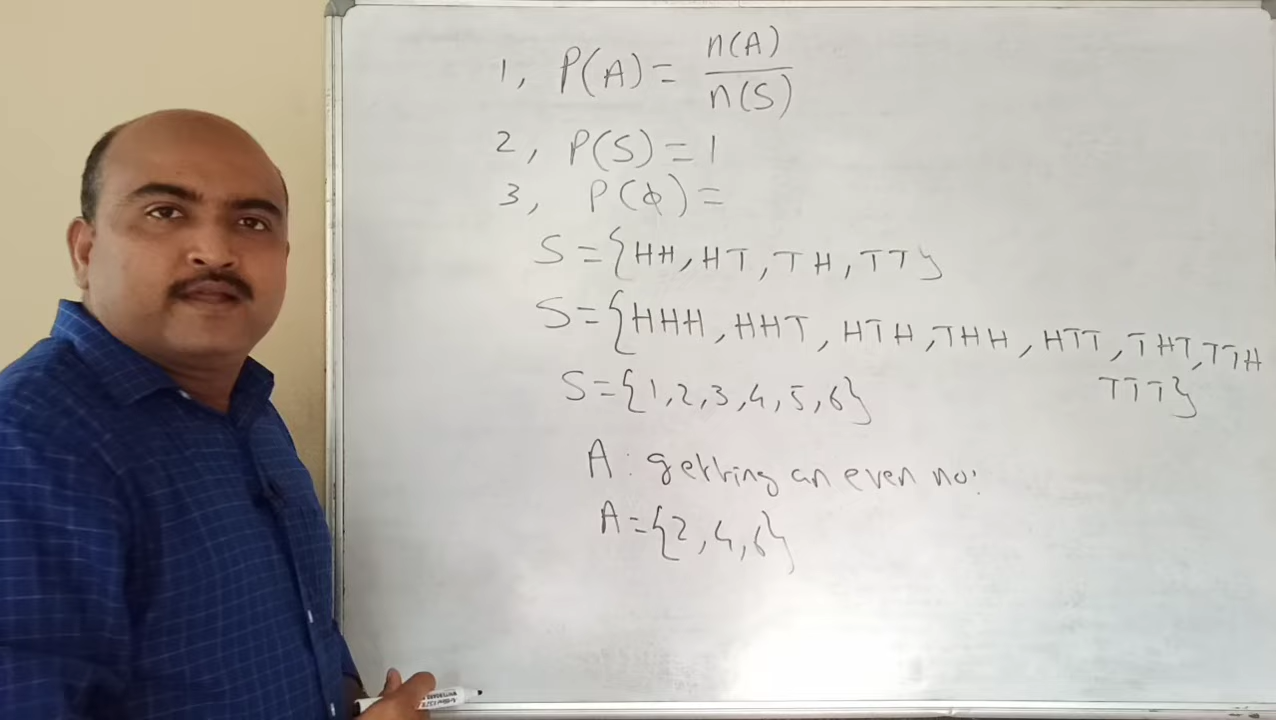 1, P(A) = n(A)/n(S)
2, P(S) = 1
3, P(ϕ) =
S = {HH, HT, TH, TT}
S = {HHH, HHT, HTH, THH, HTT, THT, TTH
TTT}
S = {1,2,3,4,5,6}
A : getting an even no:
A = {2,4,6}